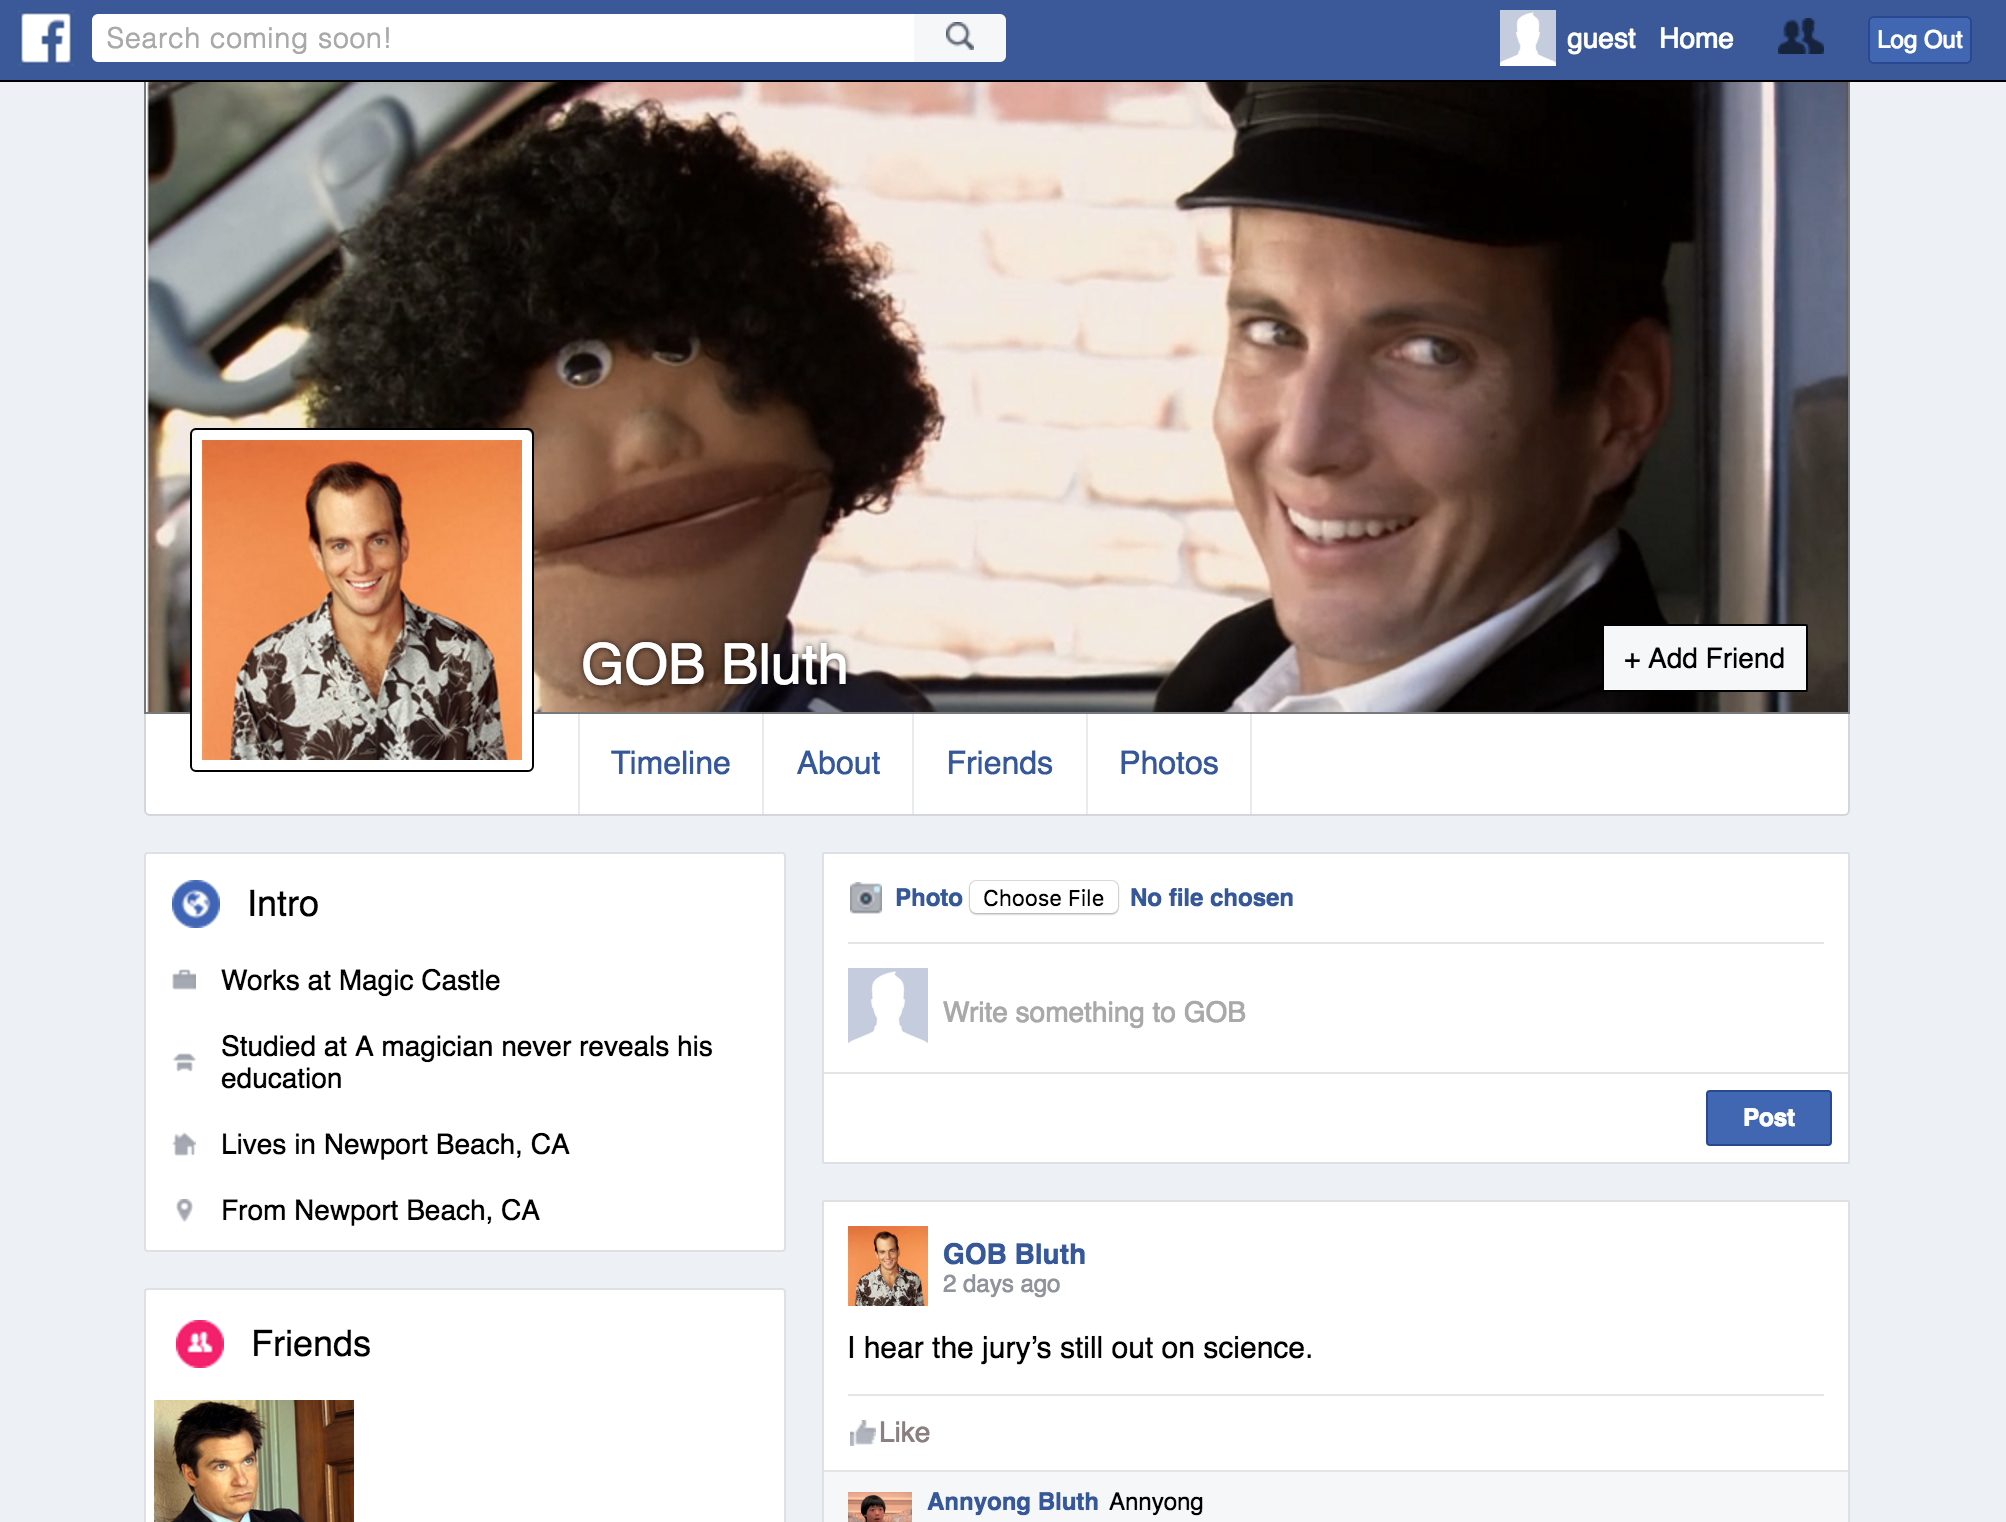 Search coming soon!
guest Home Log Out
GOB Bluth
+ Add Friend
Timeline About Friends Photos
Intro
Works at Magic Castle
Studied at A magician never reveals his
education
Lives in Newport Beach, CA
From Newport Beach, CA
Friends
Photo Choose File No file chosen
Write something to GOB
Post
GOB Bluth
2 days ago
I hear the jury’s still out on science.
Like
Annyong Bluth Annyong